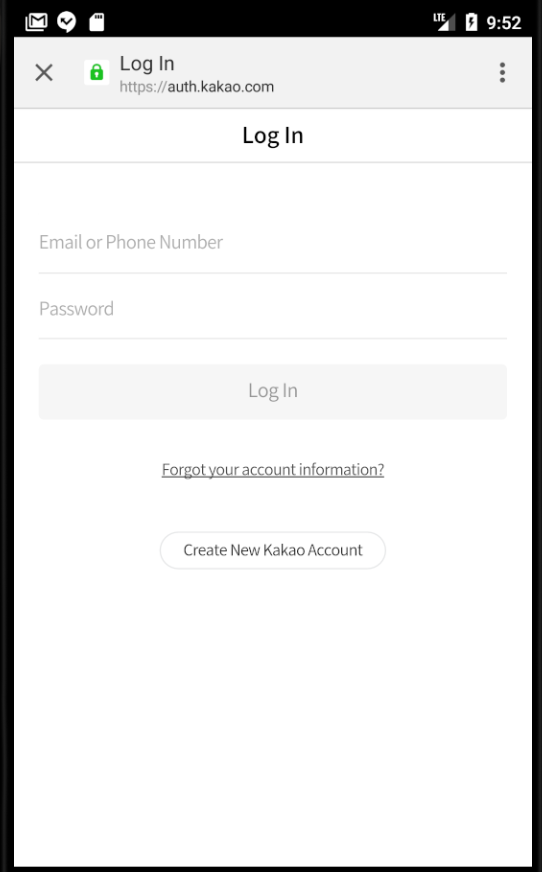 LTE 9:52
Log In
https://auth.kakao.com
Log In
Email or Phone Number
Password
Log In
Forgot your account information?
Create New Kakao Account